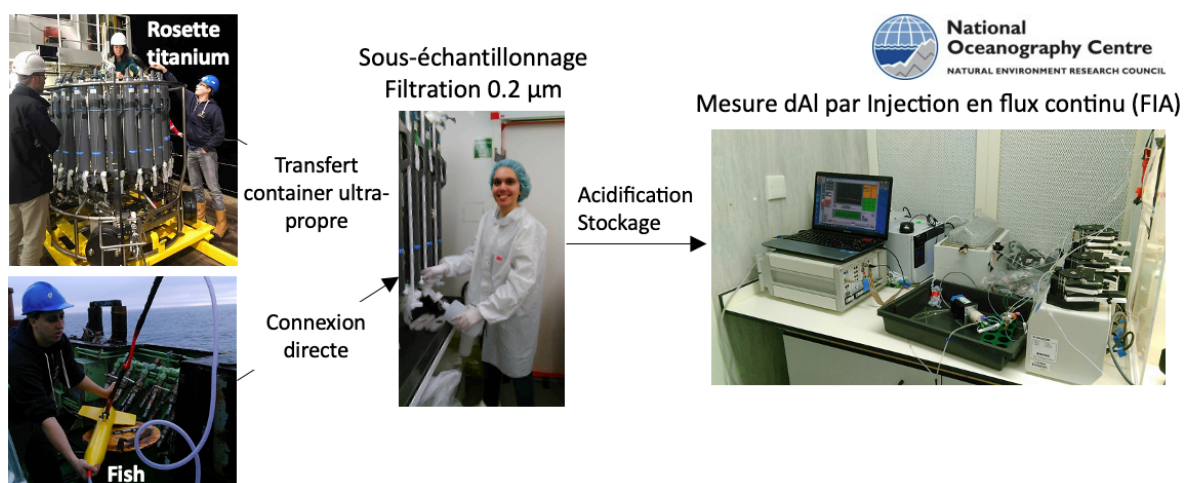 Rosette
titanium
Sous-échantillonnage
Filtration 0.2 µm
National
Oceanography Centre
NATURAL ENVIRONMENT RESEARCH COUNCIL
Mesure dAl par Injection en flux continu (FIA)
Transfert
container ultra-
propre
Acidification
Stockage
Connexion
directe
Fish